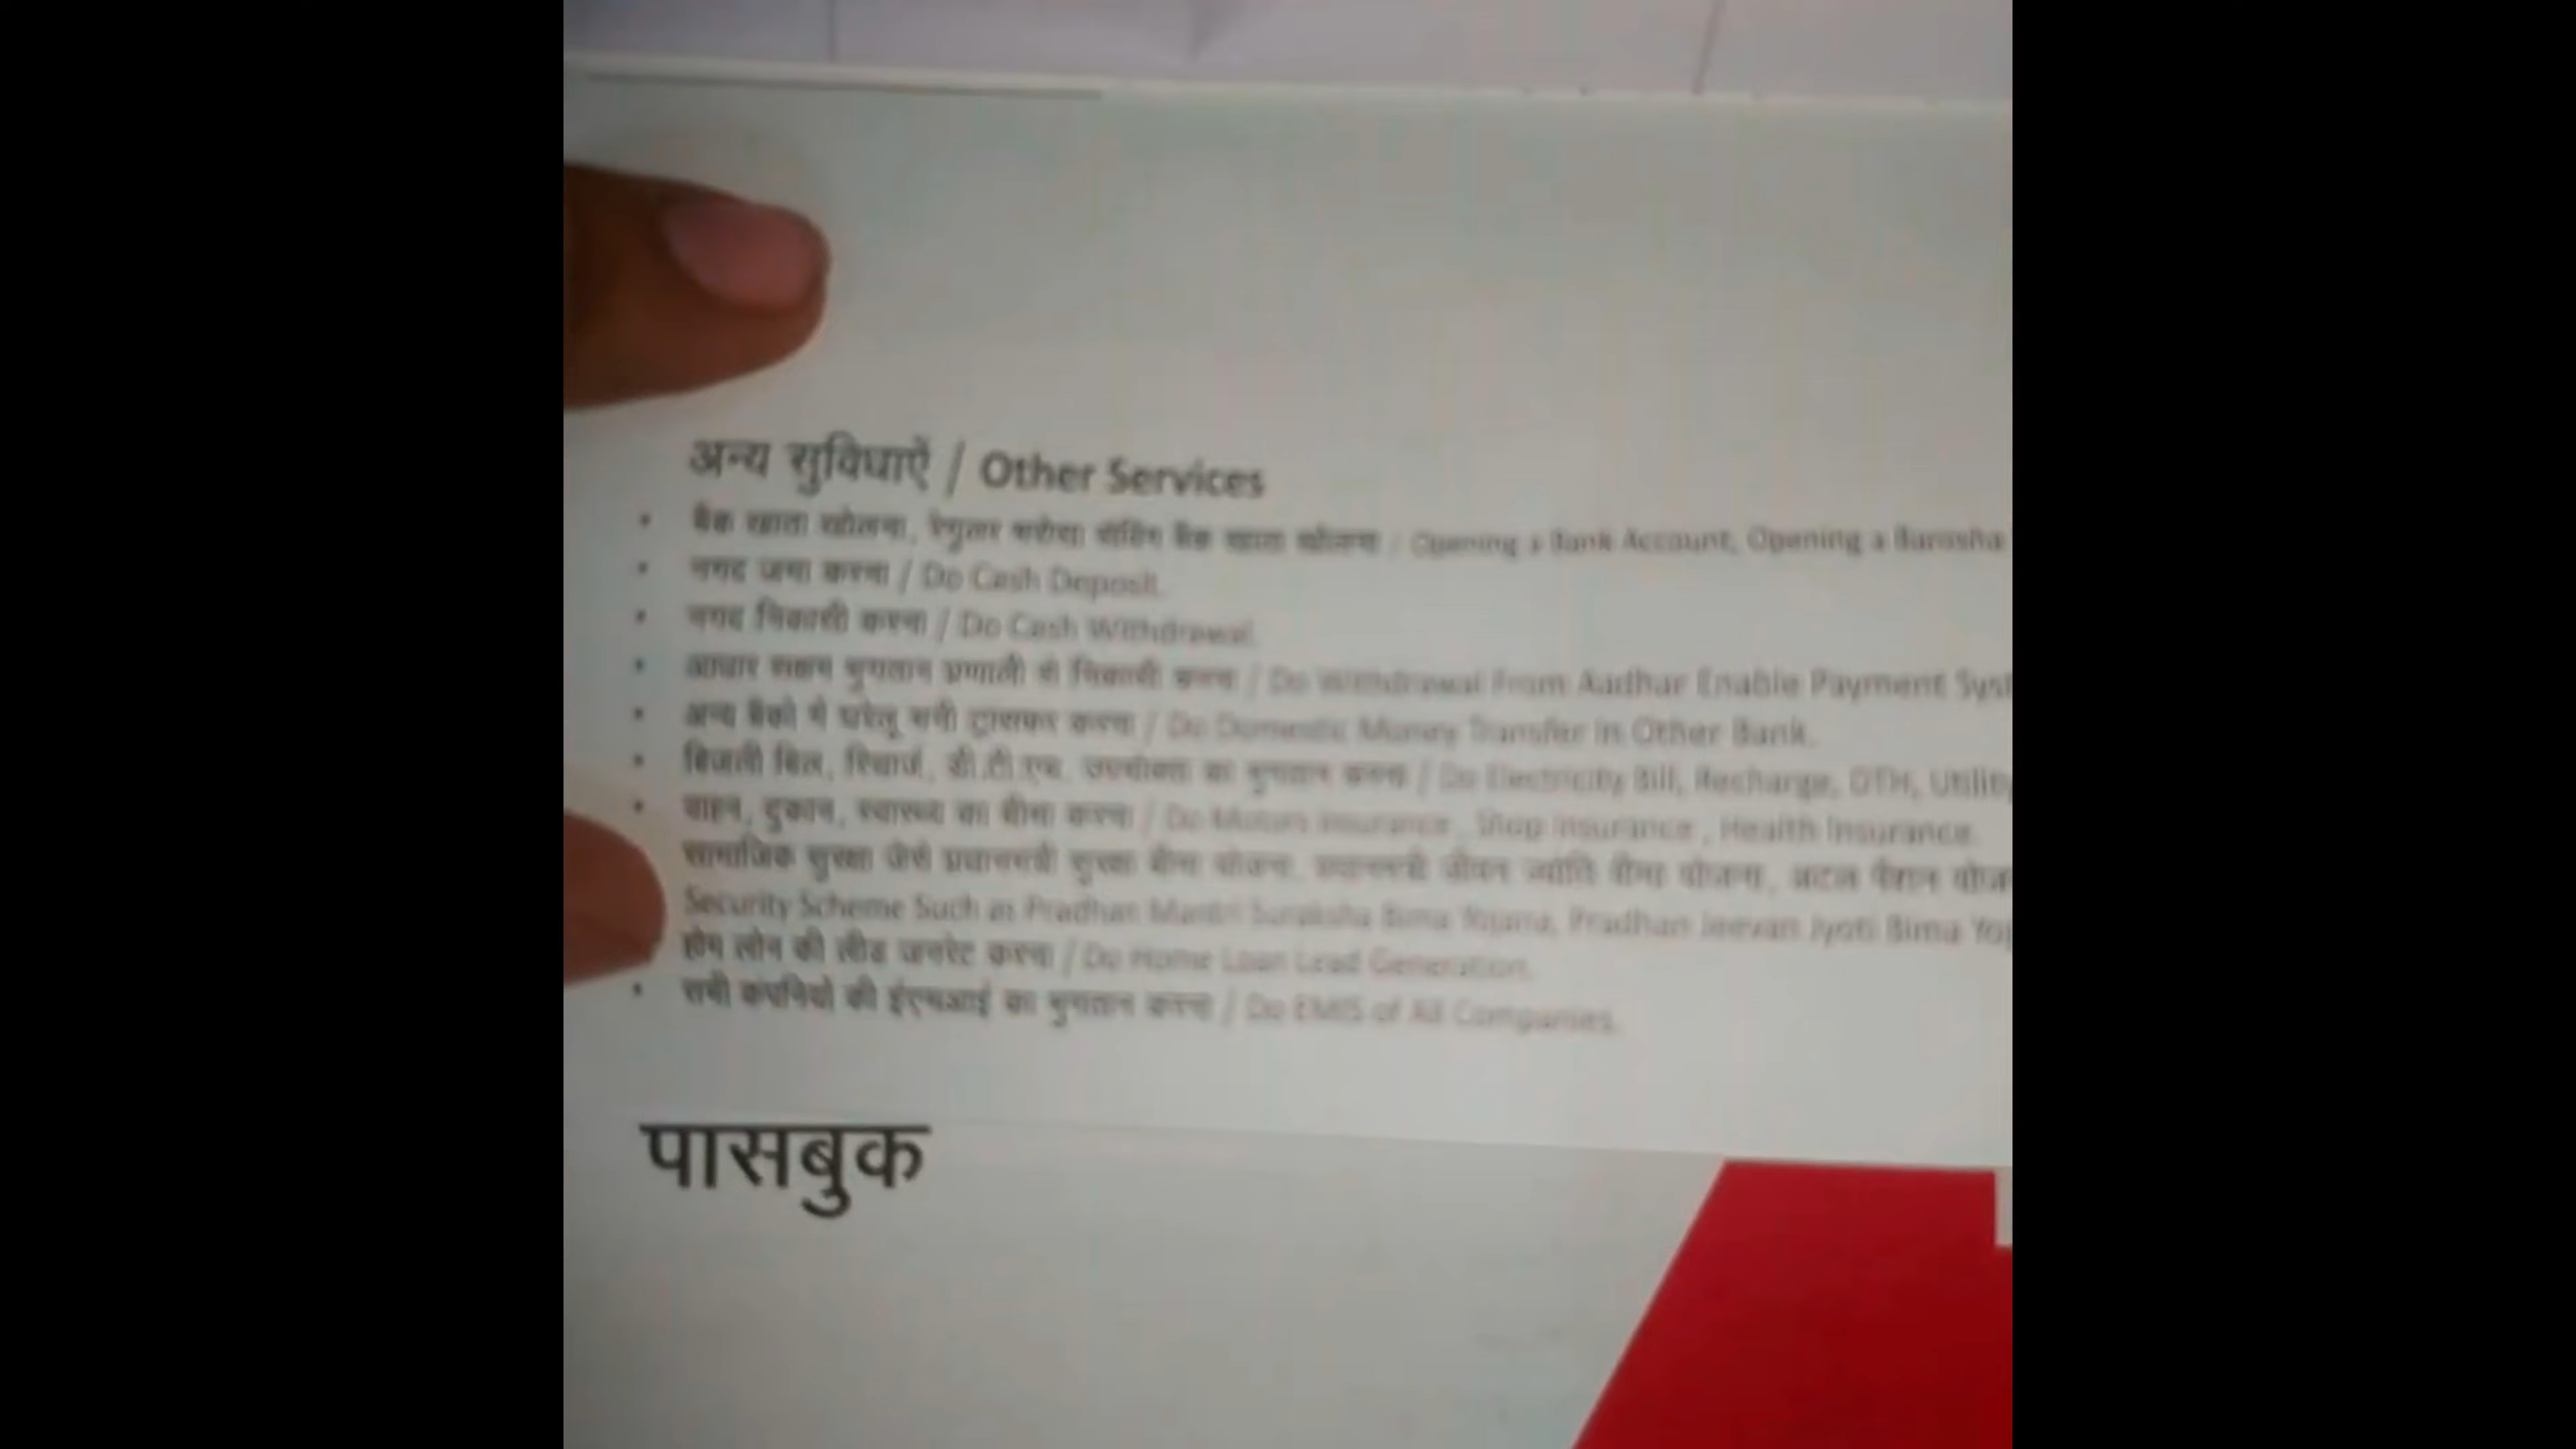 अन्य सुविधाऐं / Other Services
• बैंक खाता खोलना, रेगुलर भरोसा सेविंग बैंक खाता खोलना / Opening a Bank Account, Opening a Barosha
• नगद जमा करना / Do Cash Deposit.
• नगद निकासी करना / Do Cash Withdrawal.
• आधार सक्षम भुगतान प्रणाली से निकासी करना / Do Withdrawal From Aadhar Enable Payment Syst
• अन्य बैंको मे घरेलू मनी ट्रांसफर करना / Do Domestic Money Transfer in Other Bank.
• बिजली बिल, रिचार्ज, डी.टी.एच. का भुगतान करना / Do Electricity Bill, Recharge, DTH, Utility
• वाहन, दुकान, स्वास्थ्य का बीमा करना / Do Motors Insurance , Shop Insurance , Health Insurance.
सामाजिक सुरक्षा जैसे प्रधानमंत्री सुरक्षा बीमा योजना, प्रधानमंत्री जीवन ज्योति बीमा योजना, अटल पेंशन योज
Security Scheme Such as Pradhan Mantri Suraksha Bima Yojana, Pradhan Jeevan Jyoti Bima Yoj
होम लोन की लीड जनरेट करना / Do Home Loan Lead Generation.
• सभी कंपनियो की ईएमआई का भुगतान करना / Do EMIS of All Companies.
पासबुक